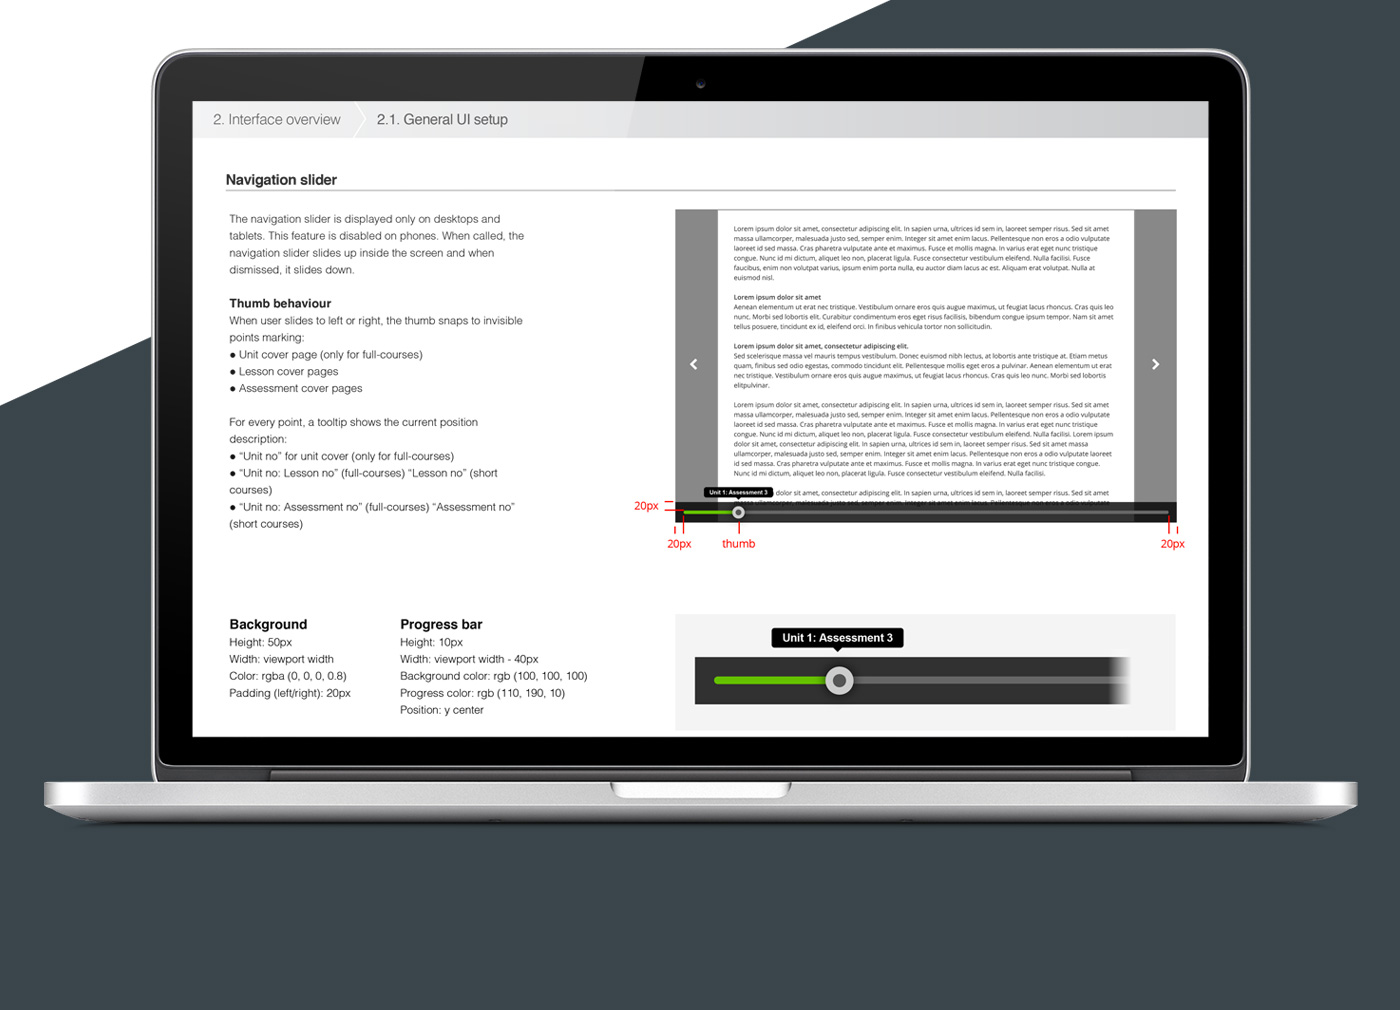 2. Interface overview
2.1. General UI setup
Navigation slider
The navigation slider is displayed only on desktops and
tablets. This feature is disabled on phones. When called, the
navigation slider slides up inside the screen and when
dismissed, it slides down.
Thumb behaviour
When user slides to left or right, the thumb snaps to invisible
points marking:
● Unit cover page (only for full-courses)
● Lesson cover pages
● Assessment cover pages
For every point, a tooltip shows the current position
description:
● “Unit no” for unit cover (only for full-courses)
● “Unit no: Lesson no” (full-courses) “Lesson no” (short
courses)
● “Unit no: Assessment no” (full-courses) “Assessment no”
(short courses)
Lorem ipsum dolor sit amet, consectetur adipiscing elit. In sapien urna, ultrices id sem in, laoreet semper risus. Sed sit amet
massa ullamcorper, malesuada justo sed, semper enim. Integer sit amet enim lacus. Pellentesque non eros a odio vulputate
laoreet id sed massa. Cras pharetra vulputate ante et maximus. Fusce et mollis magna. In varius erat eget nunc tristique
congue. Nunc id mi dictum, aliquet leo non, placerat ligula. Fusce consectetur vestibulum eleifend. Nulla facilisi. Fusce
faucibus, enim non volutpat varius, ipsum enim porta nulla, eu auctor diam lacus ac est. Aliquam erat volutpat. Nulla at
euismod nisl.
Lorem ipsum dolor sit amet
Aenean elementum ut erat nec tristique. Vestibulum ornare eros quis augue maximus, ut feugiat lacus rhoncus. Cras quis leo
nunc. Morbi sed lobortis elit. Curabitur condimentum eros eget risus facilisis, bibendum congue ipsum tempor. Nam sit amet
tellus posuere, tincidunt ex id, eleifend orci. In finibus vehicula tortor non sollicitudin.
Lorem ipsum dolor sit amet, consectetur adipiscing elit.
Sed scelerisque massa vel mauris tempus vestibulum. Donec euismod nibh lectus, at lobortis ante tristique at. Etiam metus
quam, finibus sed odio egestas, commodo tincidunt elit. Pellentesque mollis eget eros a pulvinar. Aenean elementum ut erat
nec tristique. Vestibulum ornare eros quis augue maximus, ut feugiat lacus rhoncus. Cras quis leo nunc. Morbi sed lobortis
elitpulvinar.
Lorem ipsum dolor sit amet, consectetur adipiscing elit. In sapien urna, ultrices id sem in, laoreet semper risus. Sed sit amet
massa ullamcorper, malesuada justo sed, semper enim. Integer sit amet enim lacus. Pellentesque non eros a odio vulputate
laoreet id sed massa. Cras pharetra vulputate ante et maximus. Fusce et mollis magna. In varius erat eget nunc tristique
congue. Nunc id mi dictum, aliquet leo non, placerat ligula. Fusce consectetur vestibulum eleifend. Nulla facilisi. Lorem ipsum
dolor sit amet, consectetur adipiscing elit. In sapien urna, ultrices id sem in, laoreet semper risus. Sed sit amet massa
ullamcorper, malesuada justo sed, semper enim. Integer sit amet enim lacus. Pellentesque non eros a odio vulputate laoreet
id sed massa. Cras pharetra vulputate ante et maximus. Fusce et mollis magna. In varius erat eget nunc tristique congue.
Nunc id mi dictum, aliquet leo non, placerat ligula. Fusce consectetur vestibulum eleifend. Nulla facilisi.
dolor sit amet, consectetur adipiscing elit. In sapien urna, ultrices id sem in, laoreet semper risus. Sed sit amet
massa ullamcorper, malesuada justo sed, semper enim. Integer sit amet enim lacus. Pellentesque non eros a odio vulputate
Unit 1: Assessment 3
20px
20px
thumb
20px
Background
Height: 50px
Width: viewport width
Color: rgba (0, 0, 0, 0.8)
Padding (left/right): 20px
Progress bar
Height: 10px
Width: viewport width - 40px
Background color: rgb (100, 100, 100)
Progress color: rgb (110, 190, 10)
Position: y center
Unit 1: Assessment 3